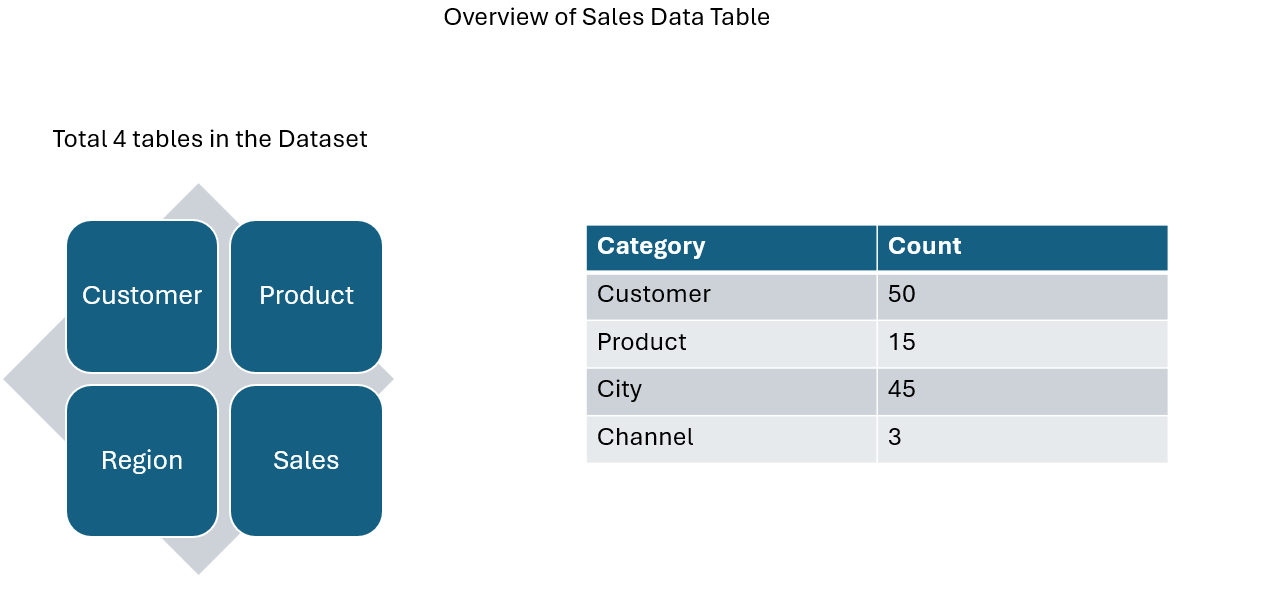 Overview of Sales Data Table
Total 4 tables in the Dataset
Customer Product
Region Sales
Category Count
Customer 50
Product 15
City 45
Channel 3